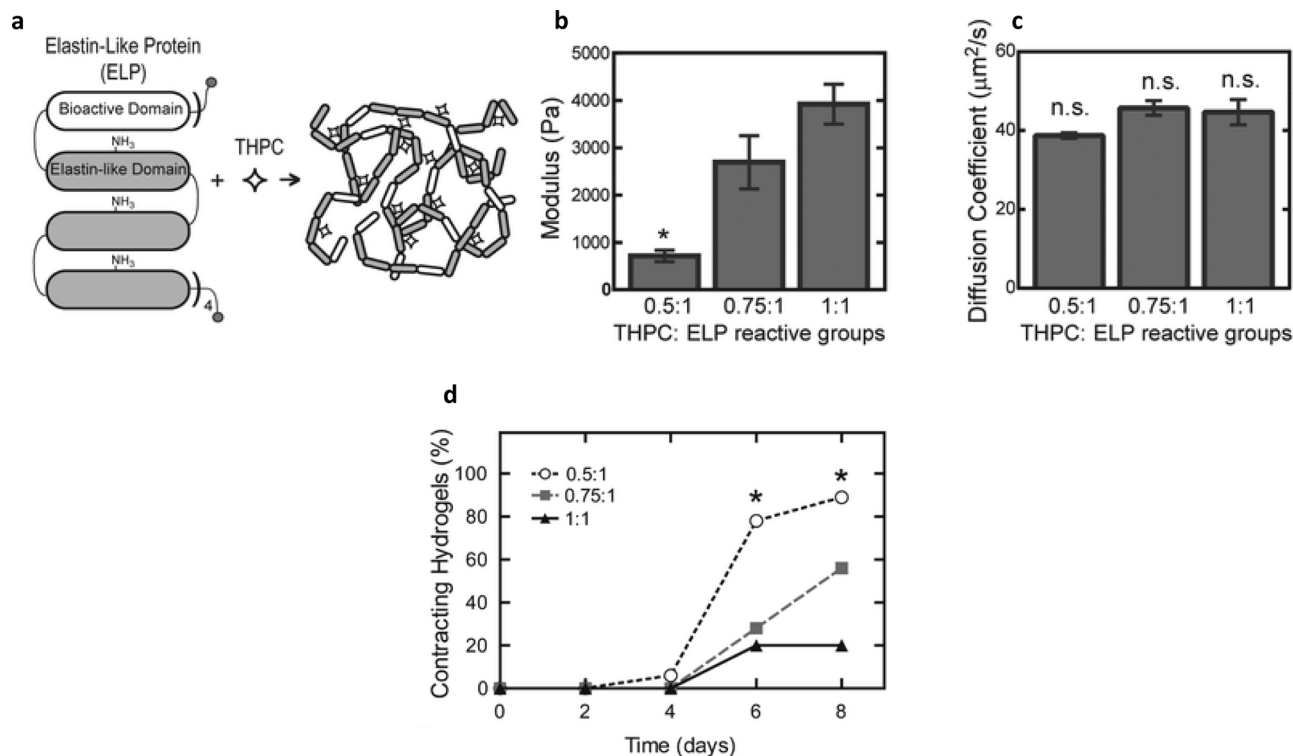 a
Elastin-Like Protein
(ELP)
Bioactive Domain
NH3
Elastin-like Domain
NH3
NH3
4
+
THPC
b
Modulus (Pa)
5000
4000
3000
2000
1000
0
*
0.5:1 0.75:1 1:1
THPC: ELP reactive groups
c
Diffusion Coefficient (μm²/s)
60
40
20
0
n.s. n.s. n.s.
0.5:1 0.75:1 1:1
THPC: ELP reactive groups
d
Contracting Hydrogels (%)
100
80
60
40
20
0
0.5:1
0.75:1
1:1
* *
0 2 4 6 8
Time (days)